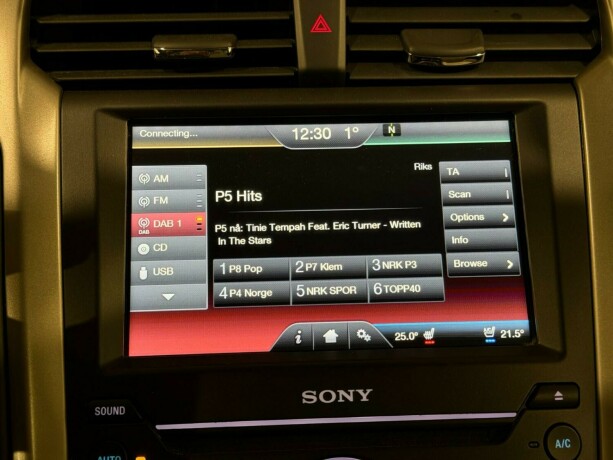 Connecting...
12:30 1°
N
AM
FM
DAB 1
DAB
CD
USB
Riks
P5 Hits
P5 nå: Tinie Tempah Feat. Eric Turner - Written
In The Stars
1 P8 Pop
2 P7 Klem
3 NRK P3
4 P4 Norge
5 NRK SPOR
6 TOPP40
TA
Scan
Options
Info
Browse
i
25.0°
21.5°
SONY
SOUND
AUTO
A/C